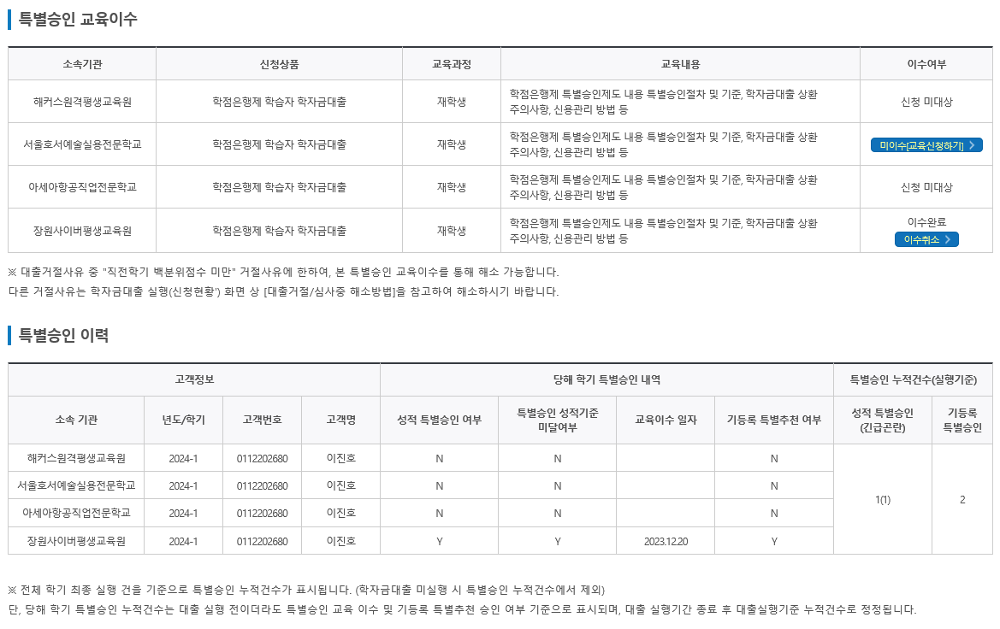 특별승인 교육이수
소속기관 신청상품 교육과정 교육내용 이수여부
해커스원격평생교육원 학점은행제 학습자 학자금대출 재학생 학점은행제 특별승인제도 내용 특별승인절차 및 기준, 학자금대출 상환 신청 미대상
주의사항, 신용관리 방법 등
서울호서예술실용전문학교 학점은행제 학습자 학자금대출 재학생 학점은행제 특별승인제도 내용 특별승인절차 및 기준, 학자금대출 상환 미이수[교육신청하기]
주의사항, 신용관리 방법 등
아세아항공직업전문학교 학점은행제 학습자 학자금대출 재학생 학점은행제 특별승인제도 내용 특별승인절차 및 기준, 학자금대출 상환 신청 미대상
주의사항, 신용관리 방법 등
장원사이버평생교육원 학점은행제 학습자 학자금대출 재학생 학점은행제 특별승인제도 내용 특별승인절차 및 기준, 학자금대출 상환 이수완료
주의사항, 신용관리 방법 등 이수취소
※ 대출거절사유 중 "직전학기 백분위점수 미만" 거절사유에 한하여, 본 특별승인 교육이수를 통해 해소 가능합니다.
다른 거절사유는 학자금대출 실행(신청현황') 화면 상 [대출거절/심사중 해소방법]을 참고하여 해소하시기 바랍니다.
특별승인 이력
고객정보 당해 학기 특별승인 내역 특별승인 누적건수(실행기준)
소속 기관 년도/학기 고객번호 고객명 성적 특별승인 여부 특별승인 성적기준 교육이수 일자 기등록 특별추천 여부 성적 특별승인 기등록
미달여부 (긴급곤란) 특별승인
해커스원격평생교육원 2024-1 0112202680 이진호 N N N
서울호서예술실용전문학교 2024-1 0112202680 이진호 N N N
1(1) 2
아세아항공직업전문학교 2024-1 0112202680 이진호 N N N
장원사이버평생교육원 2024-1 0112202680 이진호 Y Y 2023.12.20 Y
※ 전체 학기 최종 실행 건을 기준으로 특별승인 누적건수가 표시됩니다. (학자금대출 미실행 시 특별승인 누적건수에서 제외)
단, 당해 학기 특별승인 누적건수는 대출 실행 전이더라도 특별승인 교육 이수 및 기등록 특별추천 승인 여부 기준으로 표시되며, 대출 실행기간 종료 후 대출실행기준 누적건수로 정정됩니다.